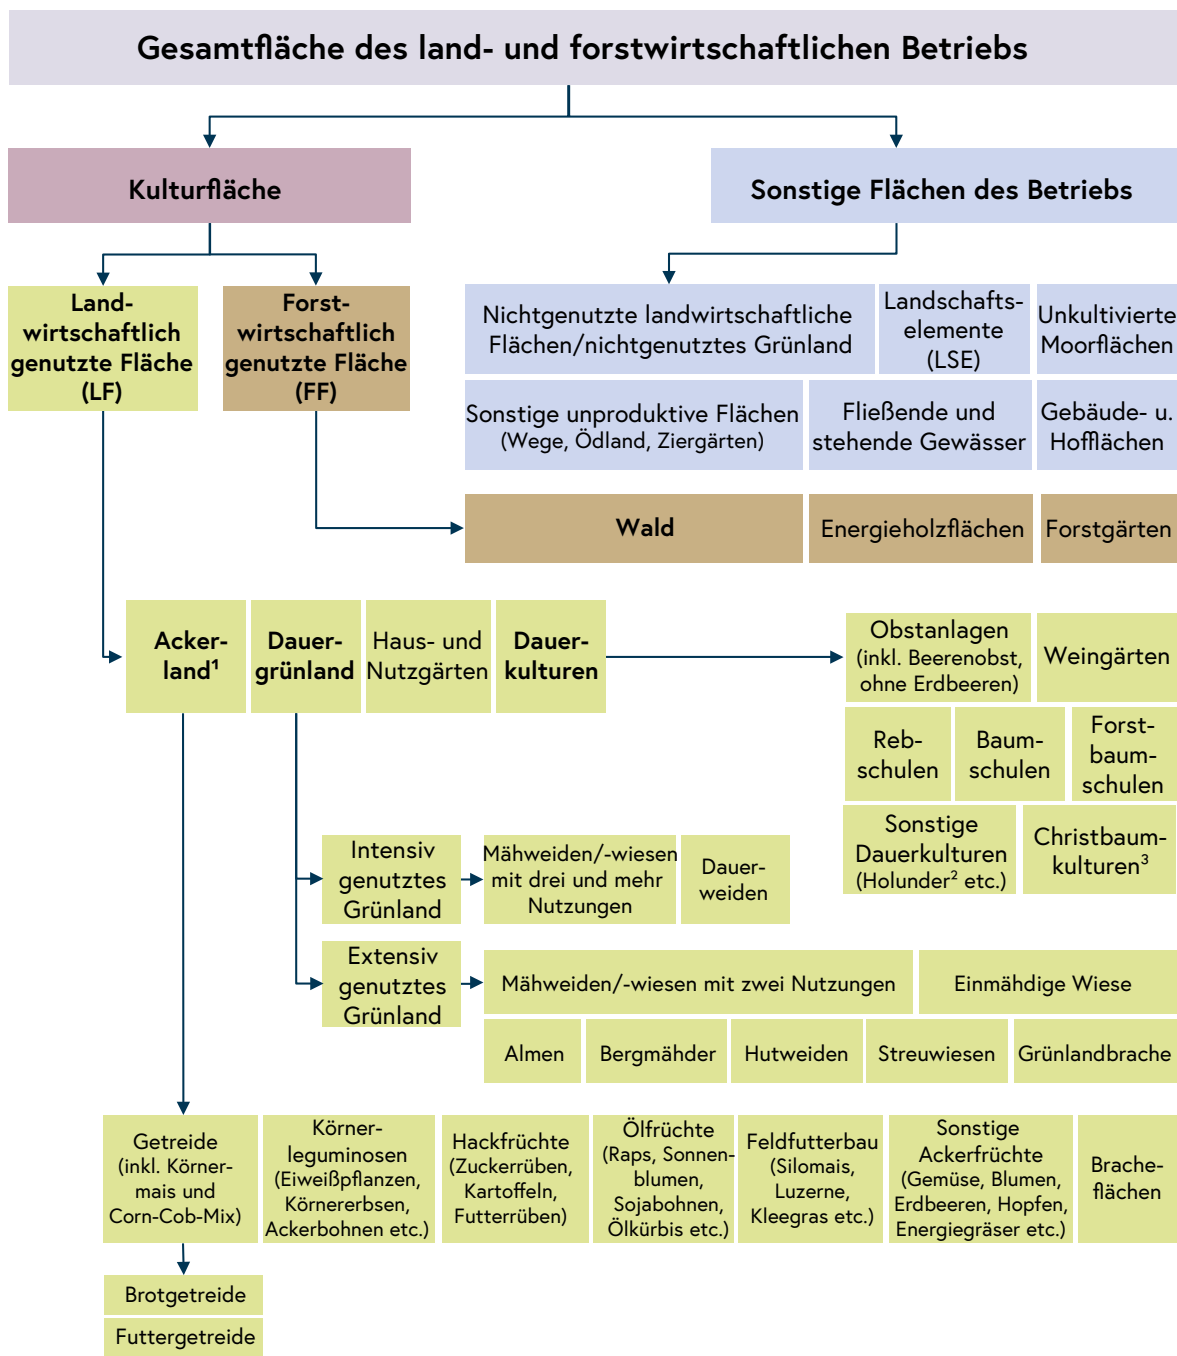 Gesamtfläche des land- und forstwirtschaftlichen Betriebs
Kulturfläche
Sonstige Flächen des Betriebs
Land-
wirtschaftlich
genutzte Fläche
(LF)
Forst-
wirtschaftlich
genutzte Fläche
(FF)
Nichtgenutzte landwirtschaftliche
Flächen/nichtgenutztes Grünland
Landschafts-
elemente
(LSE)
Unkultivierte
Moorflächen
Sonstige unproduktive Flächen
(Wege, Ödland, Ziergärten)
Fließende und
stehende Gewässer
Gebäude- u.
Hofflächen
Wald
Energieholzflächen
Forstgärten
Acker-
land¹
Dauer-
grünland
Haus- und
Nutzgärten
Dauer-
kulturen
Obstanlagen
(inkl. Beerenobst,
ohne Erdbeeren)
Weingärten
Reb-
schulen
Baum-
schulen
Forst-
baum-
schulen
Sonstige
Dauerkulturen
(Holunder² etc.)
Christbaum-
kulturen³
Intensiv
genutztes
Grünland
Mähweiden/-wiesen
mit drei und mehr
Nutzungen
Dauer-
weiden
Extensiv
genutztes
Grünland
Mähweiden/-wiesen mit zwei Nutzungen
Einmähdige Wiese
Almen
Bergmähder
Hutweiden
Streuwiesen
Grünlandbrache
Getreide
(inkl. Körner-
mais und
Corn-Cob-Mix)
Körner-
leguminosen
(Eiweißpflanzen,
Körnererbsen,
Ackerbohnen etc.)
Hackfrüchte
(Zuckerrüben,
Kartoffeln,
Futterrüben)
Ölfrüchte
(Raps, Sonnen-
blumen,
Sojabohnen,
Ölkürbis etc.)
Feldfutterbau
(Silomais,
Luzerne,
Kleegras etc.)
Sonstige
Ackerfrüchte
(Gemüse, Blumen,
Erdbeeren, Hopfen,
Energiegräser etc.)
Brache-
flächen
Brotgetreide
Futtergetreide